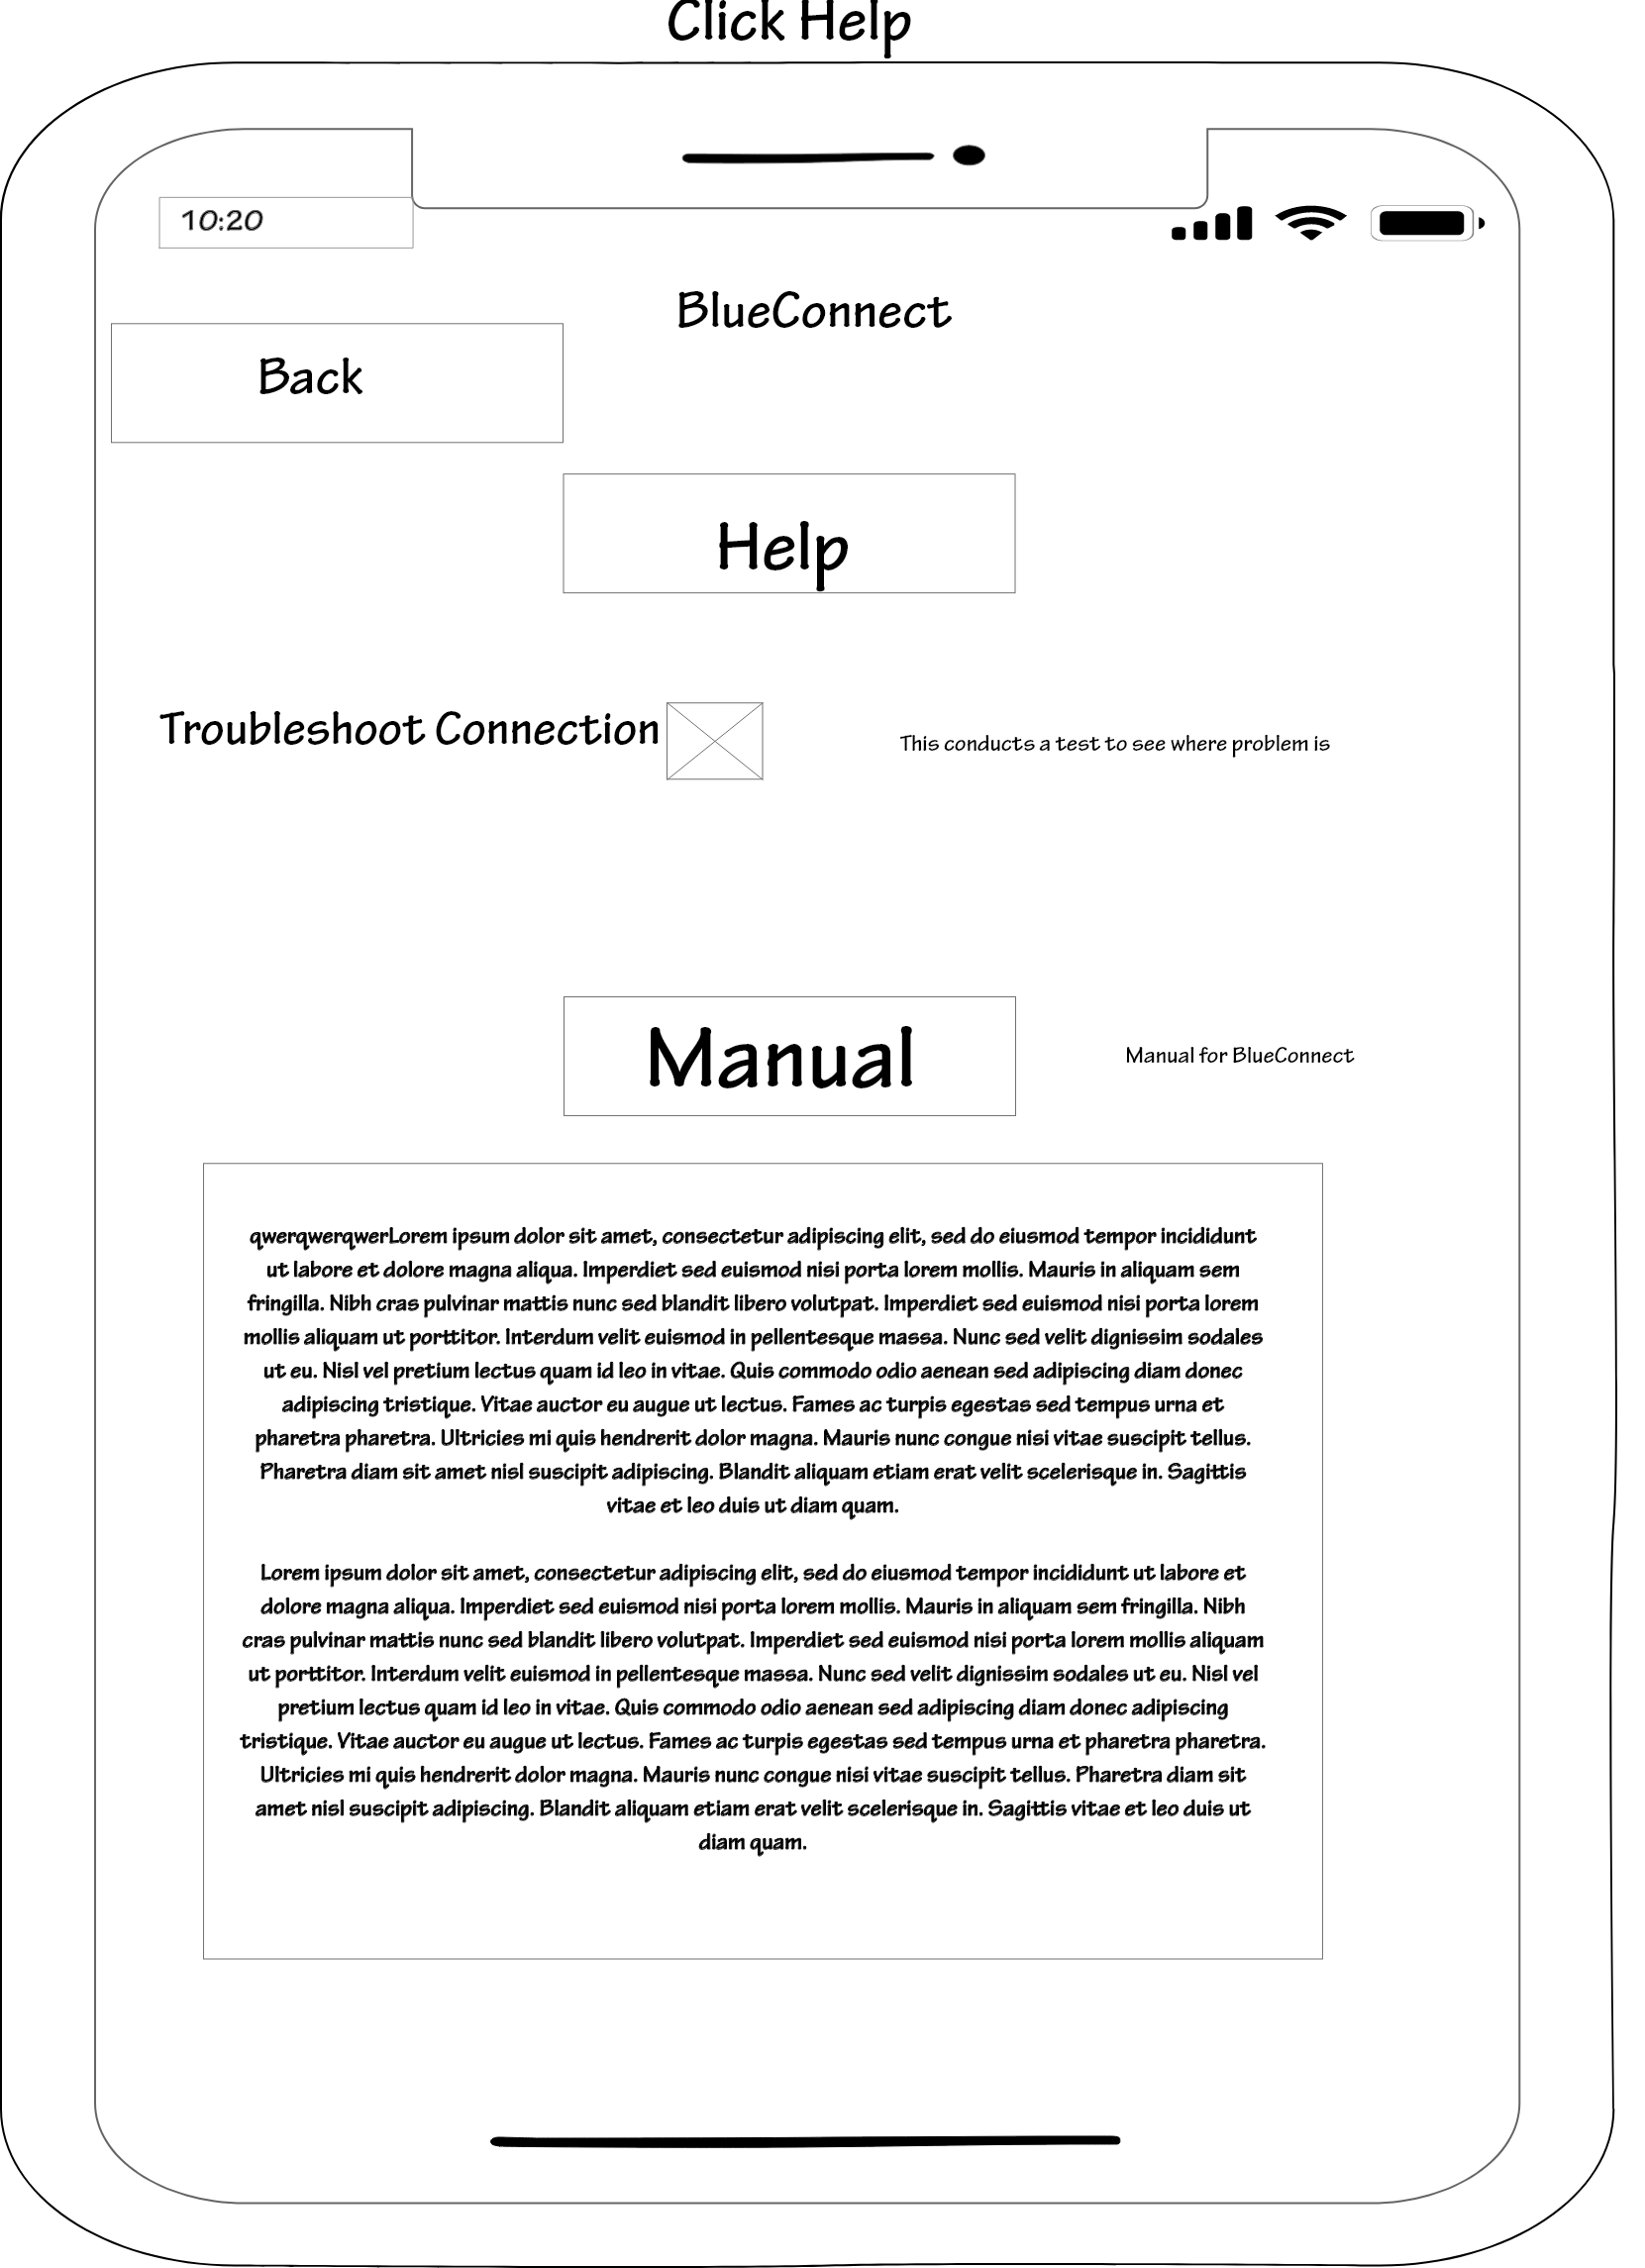 Click Help
10:20
BlueConnect
Back
Help
Troubleshoot Connection
This conducts a test to see where problem is
Manual
Manual for BlueConnect
qwerqwerqwerLorem ipsum dolor sit amet, consectetur adipiscing elit, sed do eiusmod tempor incididunt
ut labore et dolore magna aliqua. Imperdiet sed euismod nisi porta lorem mollis. Mauris in aliquam sem
fringilla. Nibh cras pulvinar mattis nunc sed blandit libero volutpat. Imperdiet sed euismod nisi porta lorem
mollis aliquam ut porttitor. Interdum velit euismod in pellentesque massa. Nunc sed velit dignissim sodales
ut eu. Nisl vel pretium lectus quam id leo in vitae. Quis commodo odio aenean sed adipiscing diam donec
adipiscing tristique. Vitae auctor eu augue ut lectus. Fames ac turpis egestas sed tempus urna et
pharetra pharetra. Ultricies mi quis hendrerit dolor magna. Mauris nunc congue nisi vitae suscipit tellus.
Pharetra diam sit amet nisl suscipit adipiscing. Blandit aliquam etiam erat velit scelerisque in. Sagittis
vitae et leo duis ut diam quam.
Lorem ipsum dolor sit amet, consectetur adipiscing elit, sed do eiusmod tempor incididunt ut labore et
dolore magna aliqua. Imperdiet sed euismod nisi porta lorem mollis. Mauris in aliquam sem fringilla. Nibh
cras pulvinar mattis nunc sed blandit libero volutpat. Imperdiet sed euismod nisi porta lorem mollis aliquam
ut porttitor. Interdum velit euismod in pellentesque massa. Nunc sed velit dignissim sodales ut eu. Nisl vel
pretium lectus quam id leo in vitae. Quis commodo odio aenean sed adipiscing diam donec adipiscing
tristique. Vitae auctor eu augue ut lectus. Fames ac turpis egestas sed tempus urna et pharetra pharetra.
Ultricies mi quis hendrerit dolor magna. Mauris nunc congue nisi vitae suscipit tellus. Pharetra diam sit
amet nisl suscipit adipiscing. Blandit aliquam etiam erat velit scelerisque in. Sagittis vitae et leo duis ut
diam quam.